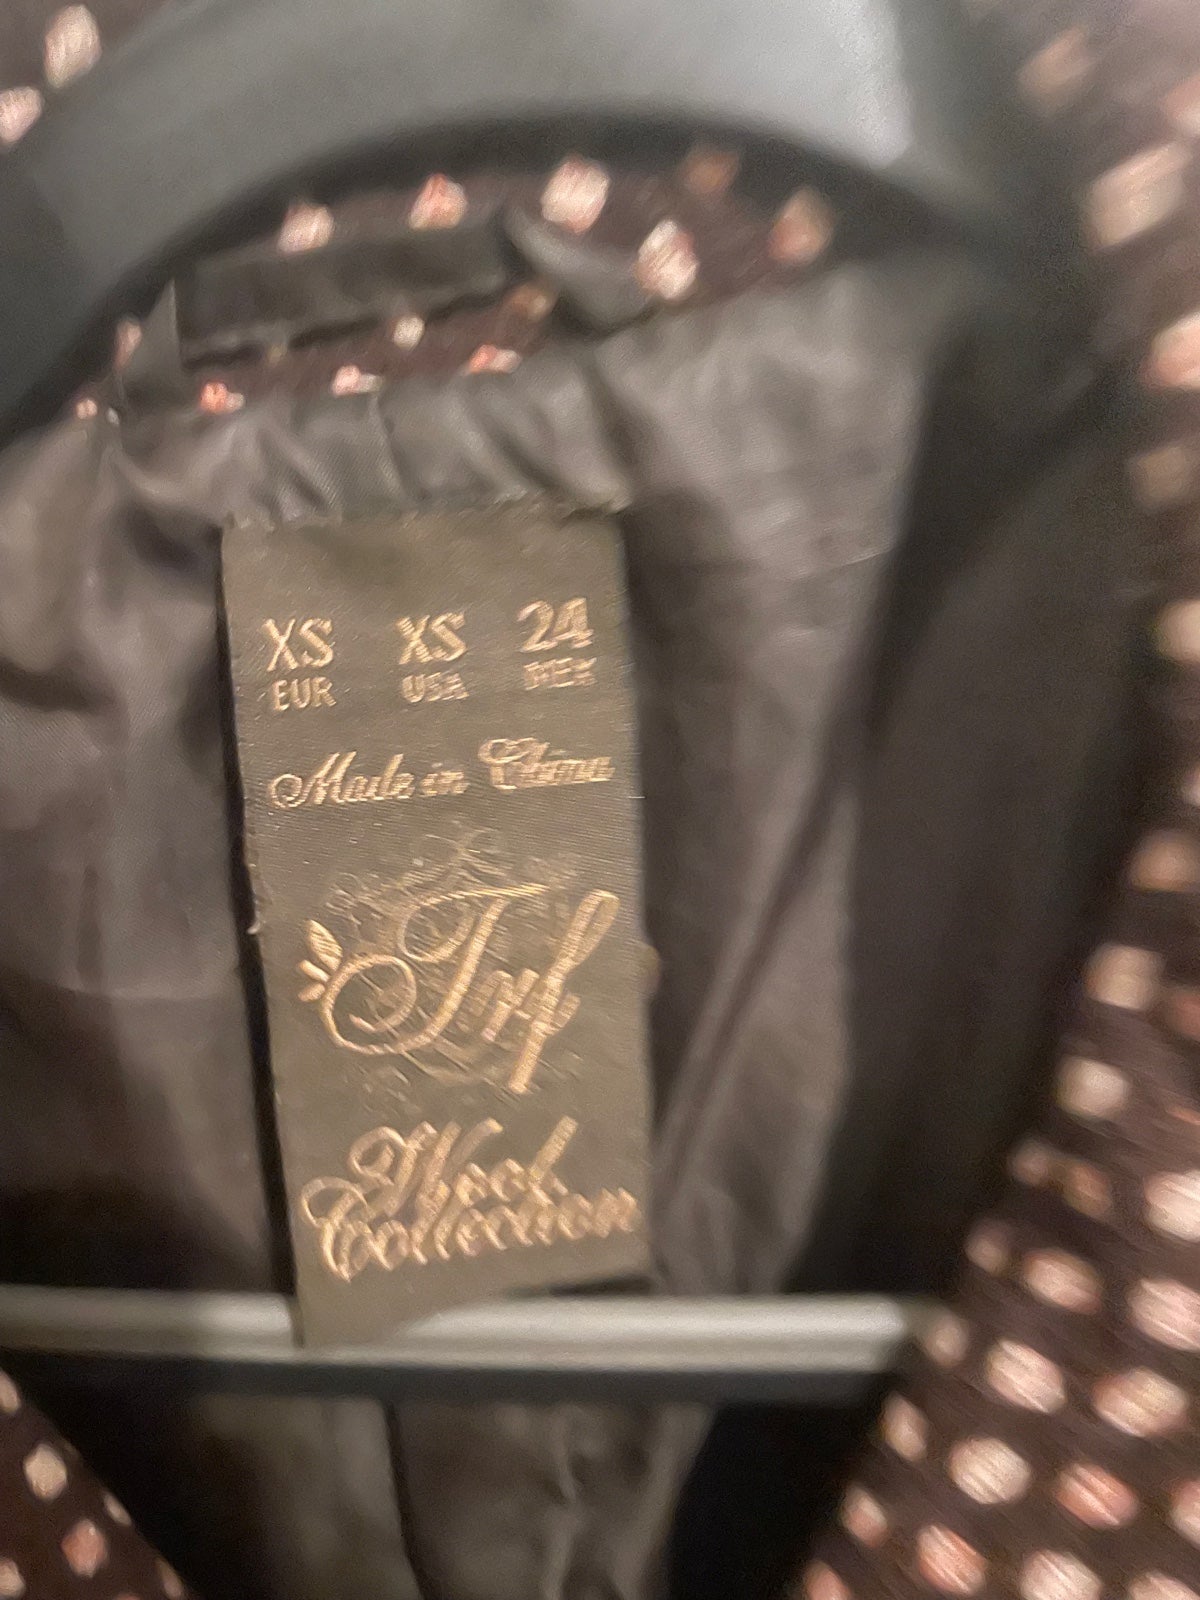 XS XS 24
EUR USA MEX
Made in China
Trf
Wool
Collection